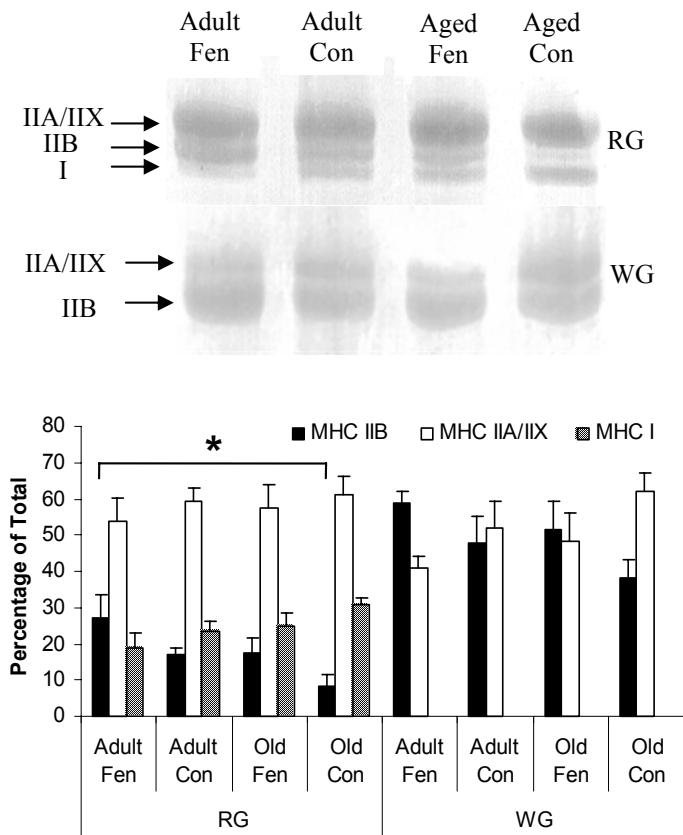 Adult Adult Aged Aged
Fen Con Fen Con
IIA/IIX
IIB
I
RG
IIA/IIX
IIB
WG
80
70
60
50
40
30
20
10
0
Percentage of Total
*
MHC IIB MHC IIA/IIX MHC I
Adult Adult Old Old Adult Adult Old Old
Fen Con Fen Con Fen Con Fen Con
RG WG